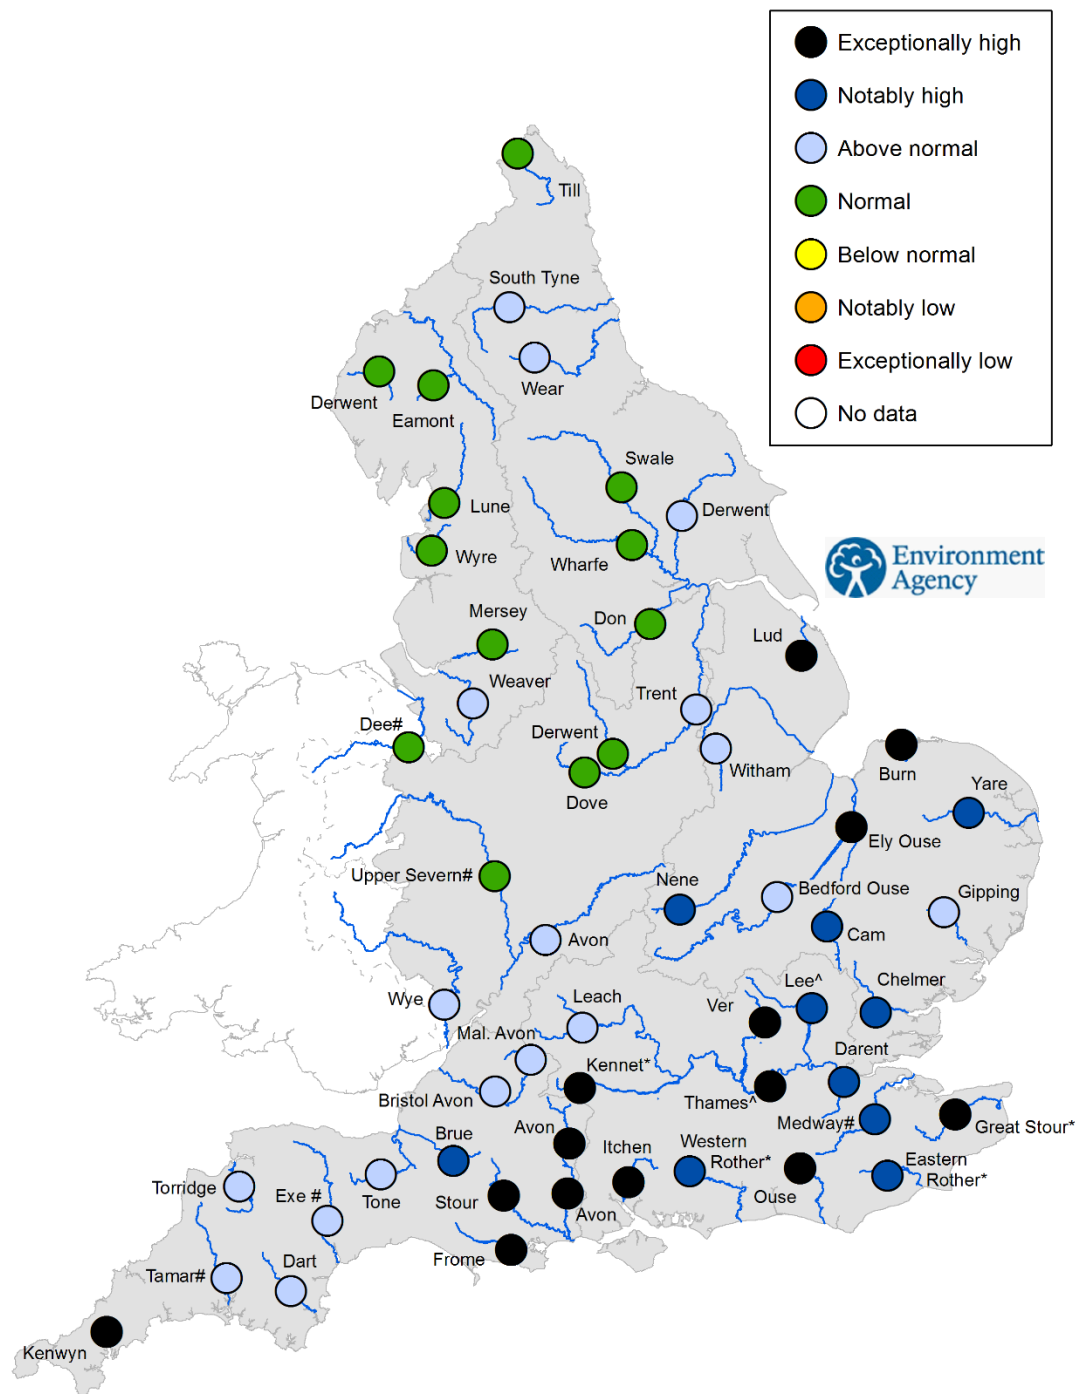 Exceptionally high
Notably high
Above normal
Normal
Below normal
Notably low
Exceptionally low
No data
Till
South Tyne
Wear
Derwent
Eamont
Swale
Lune
Derwent
Wyre
Wharfe
Environment
Agency
Mersey
Don
Lud
Weaver
Trent
Dee#
Derwent
Witham
Burn
Dove
Yare
Ely Ouse
Upper Severn#
Nene
Bedford Ouse
Gipping
Avon
Cam
Wye
Leach
Ver
Lee^
Chelmer
Mal. Avon
Kennet*
Darent
Bristol Avon
Thames^
Medway#
Great Stour*
Avon
Brue
Itchen
Western
Rother*
Eastern
Rother*
Torridge
Exe #
Tone
Stour
Avon
Ouse
Frome
Tamar#
Dart
Kenwyn